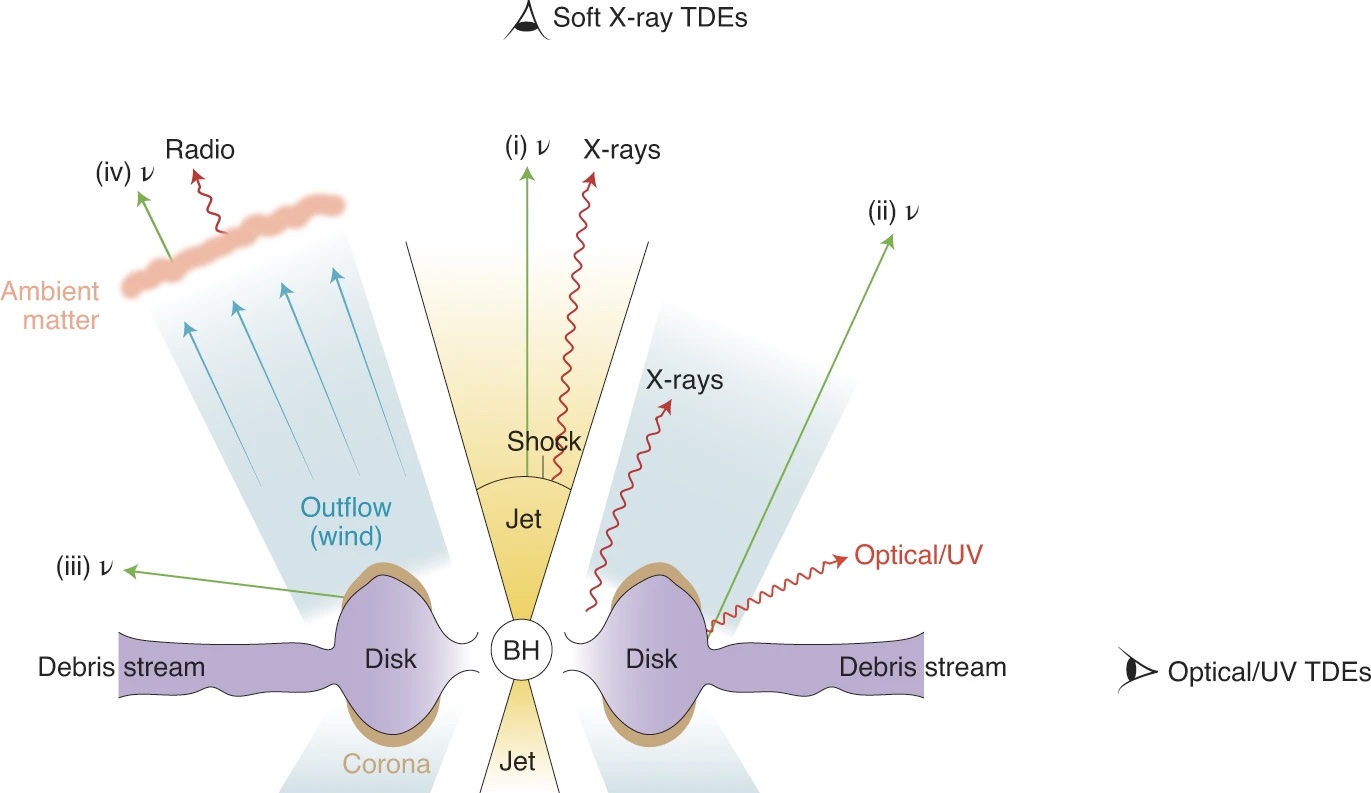 Soft X-ray TDEs
Radio
(iv) ν
(i) ν
X-rays
(ii) ν
Ambient
matter
X-rays
Shock
Outflow
(wind)
Jet
(iii) ν
Optical/UV
Debris stream
Disk
BH
Disk
Debris stream
Optical/UV TDEs
Corona
Jet